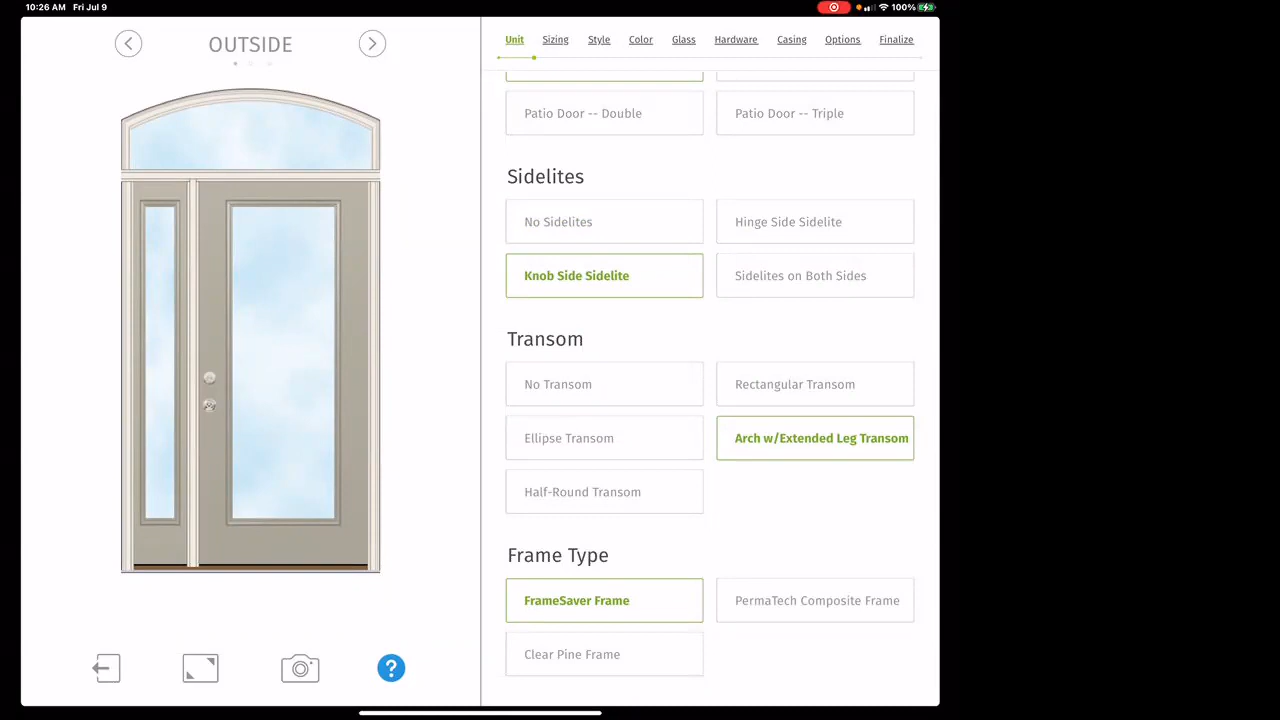 10:26 AM Fri Jul 9
100%
OUTSIDE
Unit Sizing Style Color Glass Hardware Casing Options Finalize
Patio Door -- Double
Patio Door -- Triple
Sidelites
No Sidelites
Hinge Side Sidelite
Knob Side Sidelite
Sidelites on Both Sides
Transom
No Transom
Rectangular Transom
Ellipse Transom
Arch w/Extended Leg Transom
Half-Round Transom
Frame Type
FrameSaver Frame
PermaTech Composite Frame
Clear Pine Frame
?